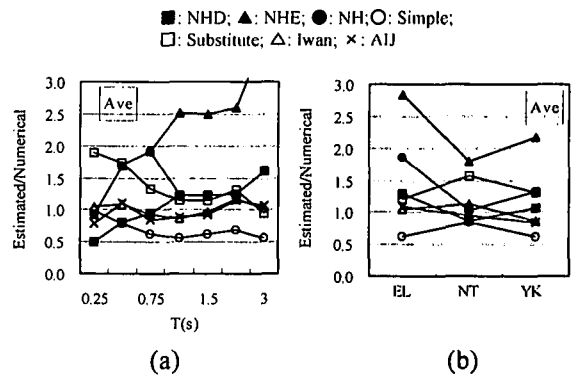 ■: NHD; ▲: NHE; ●: NH; ○: Simple;
□: Substitute; △: Iwan; ×: AIJ
Estimated/Numerical
3.0
2.5
2.0
1.5
1.0
0.5
0.0
Ave
0.25 0.75 1.5 3
T(s)
(a)
Estimated/Numerical
3.0
2.5
2.0
1.5
1.0
0.5
0.0
Ave
EL NT YK
(b)